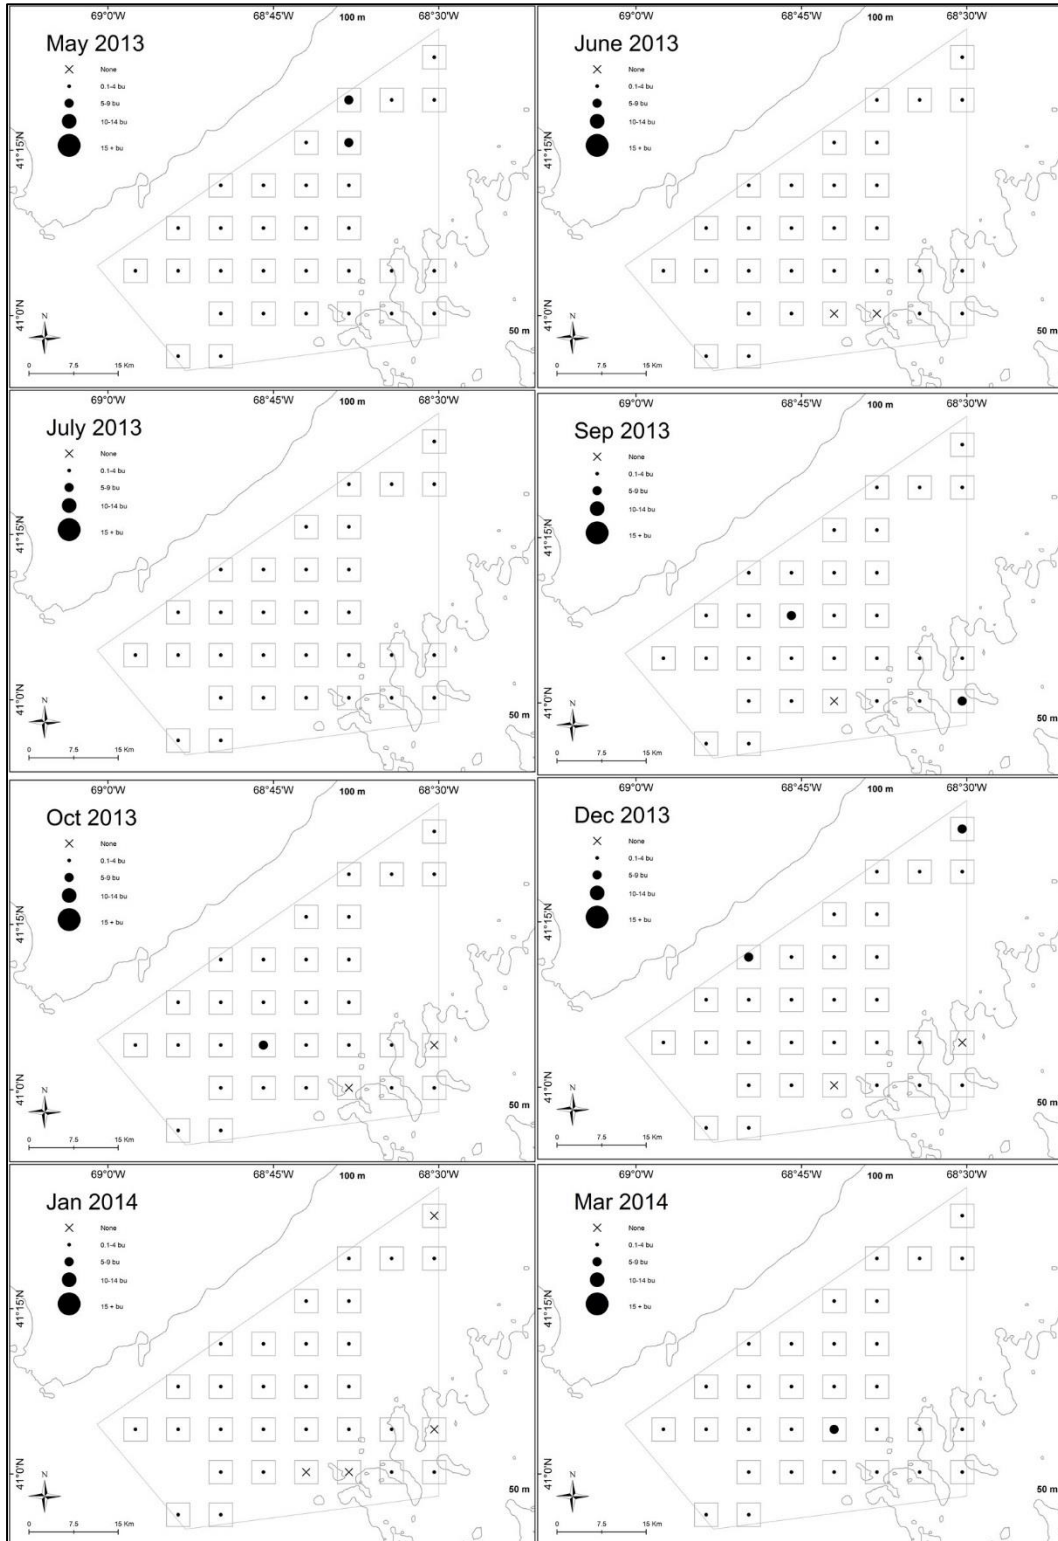 69°0'W 68°45'W 100 m 68°30'W
May 2013
None
0.1-4 bu
5-9 bu
10-14 bu
15 + bu
41°15'N
41°0'N
N
50 m
0 7.5 15 Km
69°0'W 68°45'W 100 m 68°30'W
June 2013
None
0.1-4 bu
5-9 bu
10-14 bu
15 + bu
41°15'N
41°0'N
N
50 m
0 7.5 15 Km
69°0'W 68°45'W 100 m 68°30'W
July 2013
None
0.1-4 bu
5-9 bu
10-14 bu
15 + bu
41°15'N
41°0'N
N
50 m
0 7.5 15 Km
69°0'W 68°45'W 100 m 68°30'W
Sep 2013
None
0.1-4 bu
5-9 bu
10-14 bu
15 + bu
41°15'N
41°0'N
N
50 m
0 7.5 15 Km
69°0'W 68°45'W 100 m 68°30'W
Oct 2013
None
0.1-4 bu
5-9 bu
10-14 bu
15 + bu
41°15'N
41°0'N
N
50 m
0 7.5 15 Km
69°0'W 68°45'W 100 m 68°30'W
Dec 2013
None
0.1-4 bu
5-9 bu
10-14 bu
15 + bu
41°15'N
41°0'N
N
50 m
0 7.5 15 Km
69°0'W 68°45'W 100 m 68°30'W
Jan 2014
None
0.1-4 bu
5-9 bu
10-14 bu
15 + bu
41°15'N
41°0'N
N
50 m
0 7.5 15 Km
69°0'W 68°45'W 100 m 68°30'W
Mar 2014
None
0.1-4 bu
5-9 bu
10-14 bu
15 + bu
41°15'N
41°0'N
N
50 m
0 7.5 15 Km